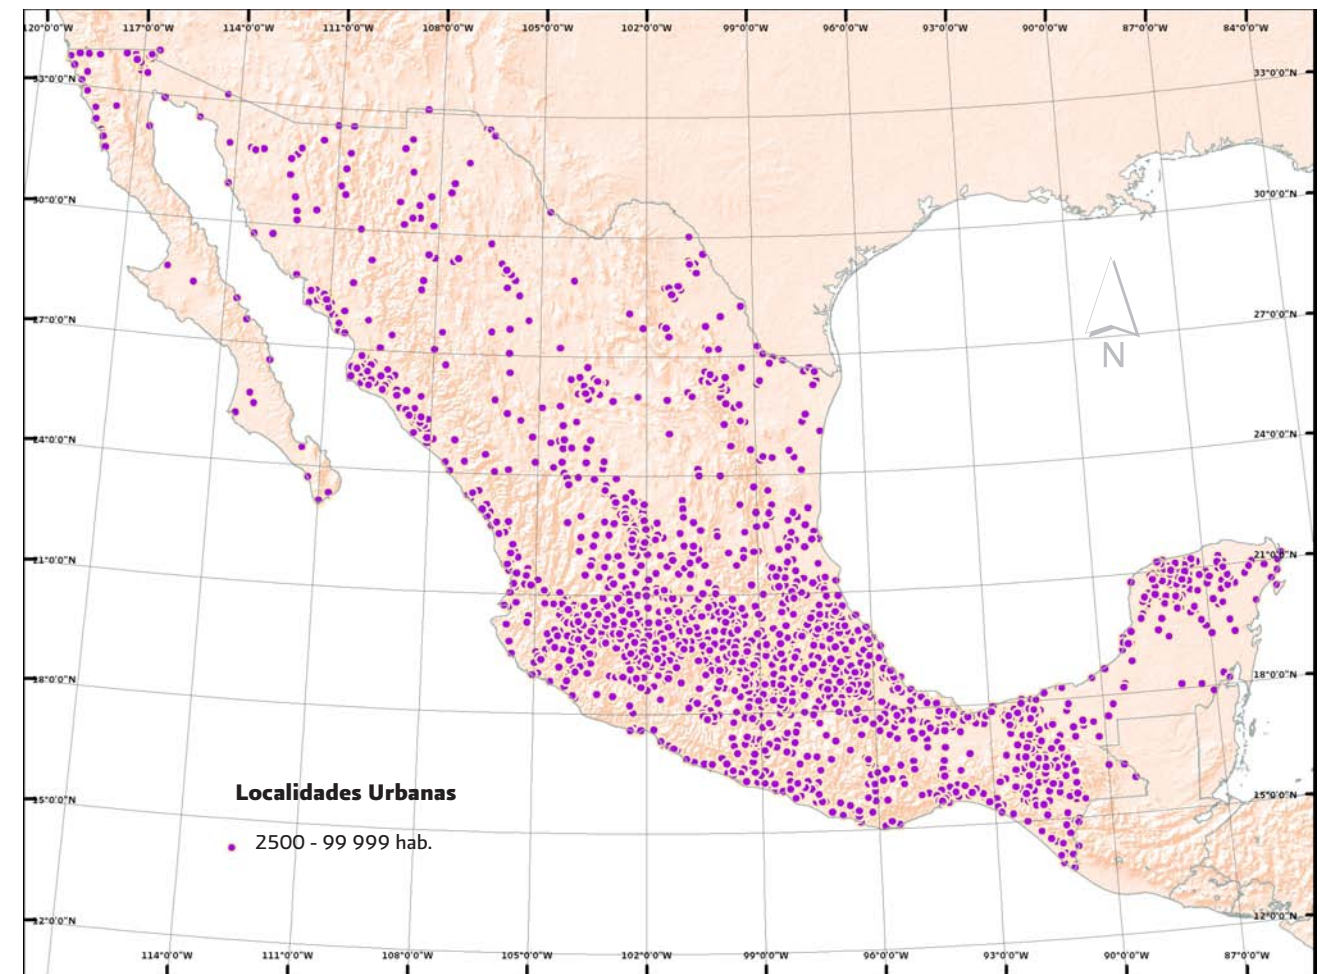 120°0'0"W 117°0'0"W 114°0'0"W 111°0'0"W 108°0'0"W 105°0'0"W 102°0'0"W 99°0'0"W 96°0'0"W 93°0'0"W 90°0'0"W 87°0'0"W 84°0'0"W
33°0'0"N 33°0'0"N
30°0'0"N 30°0'0"N
27°0'0"N 27°0'0"N
N
24°0'0"N 24°0'0"N
21°0'0"N 21°0'0"N
18°0'0"N 18°0'0"N
Localidades Urbanas
15°0'0"N 15°0'0"N
2500 - 99 999 hab.
12°0'0"N 12°0'0"N
114°0'0"W 111°0'0"W 108°0'0"W 105°0'0"W 102°0'0"W 99°0'0"W 96°0'0"W 93°0'0"W 90°0'0"W 87°0'0"W